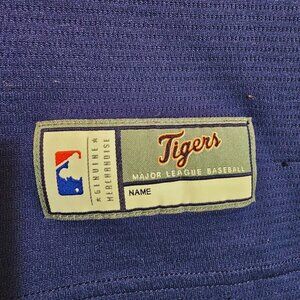 ★ GENUINE ★
MERCHANDISE
Tigers
MAJOR LEAGUE BASEBALL
NAME